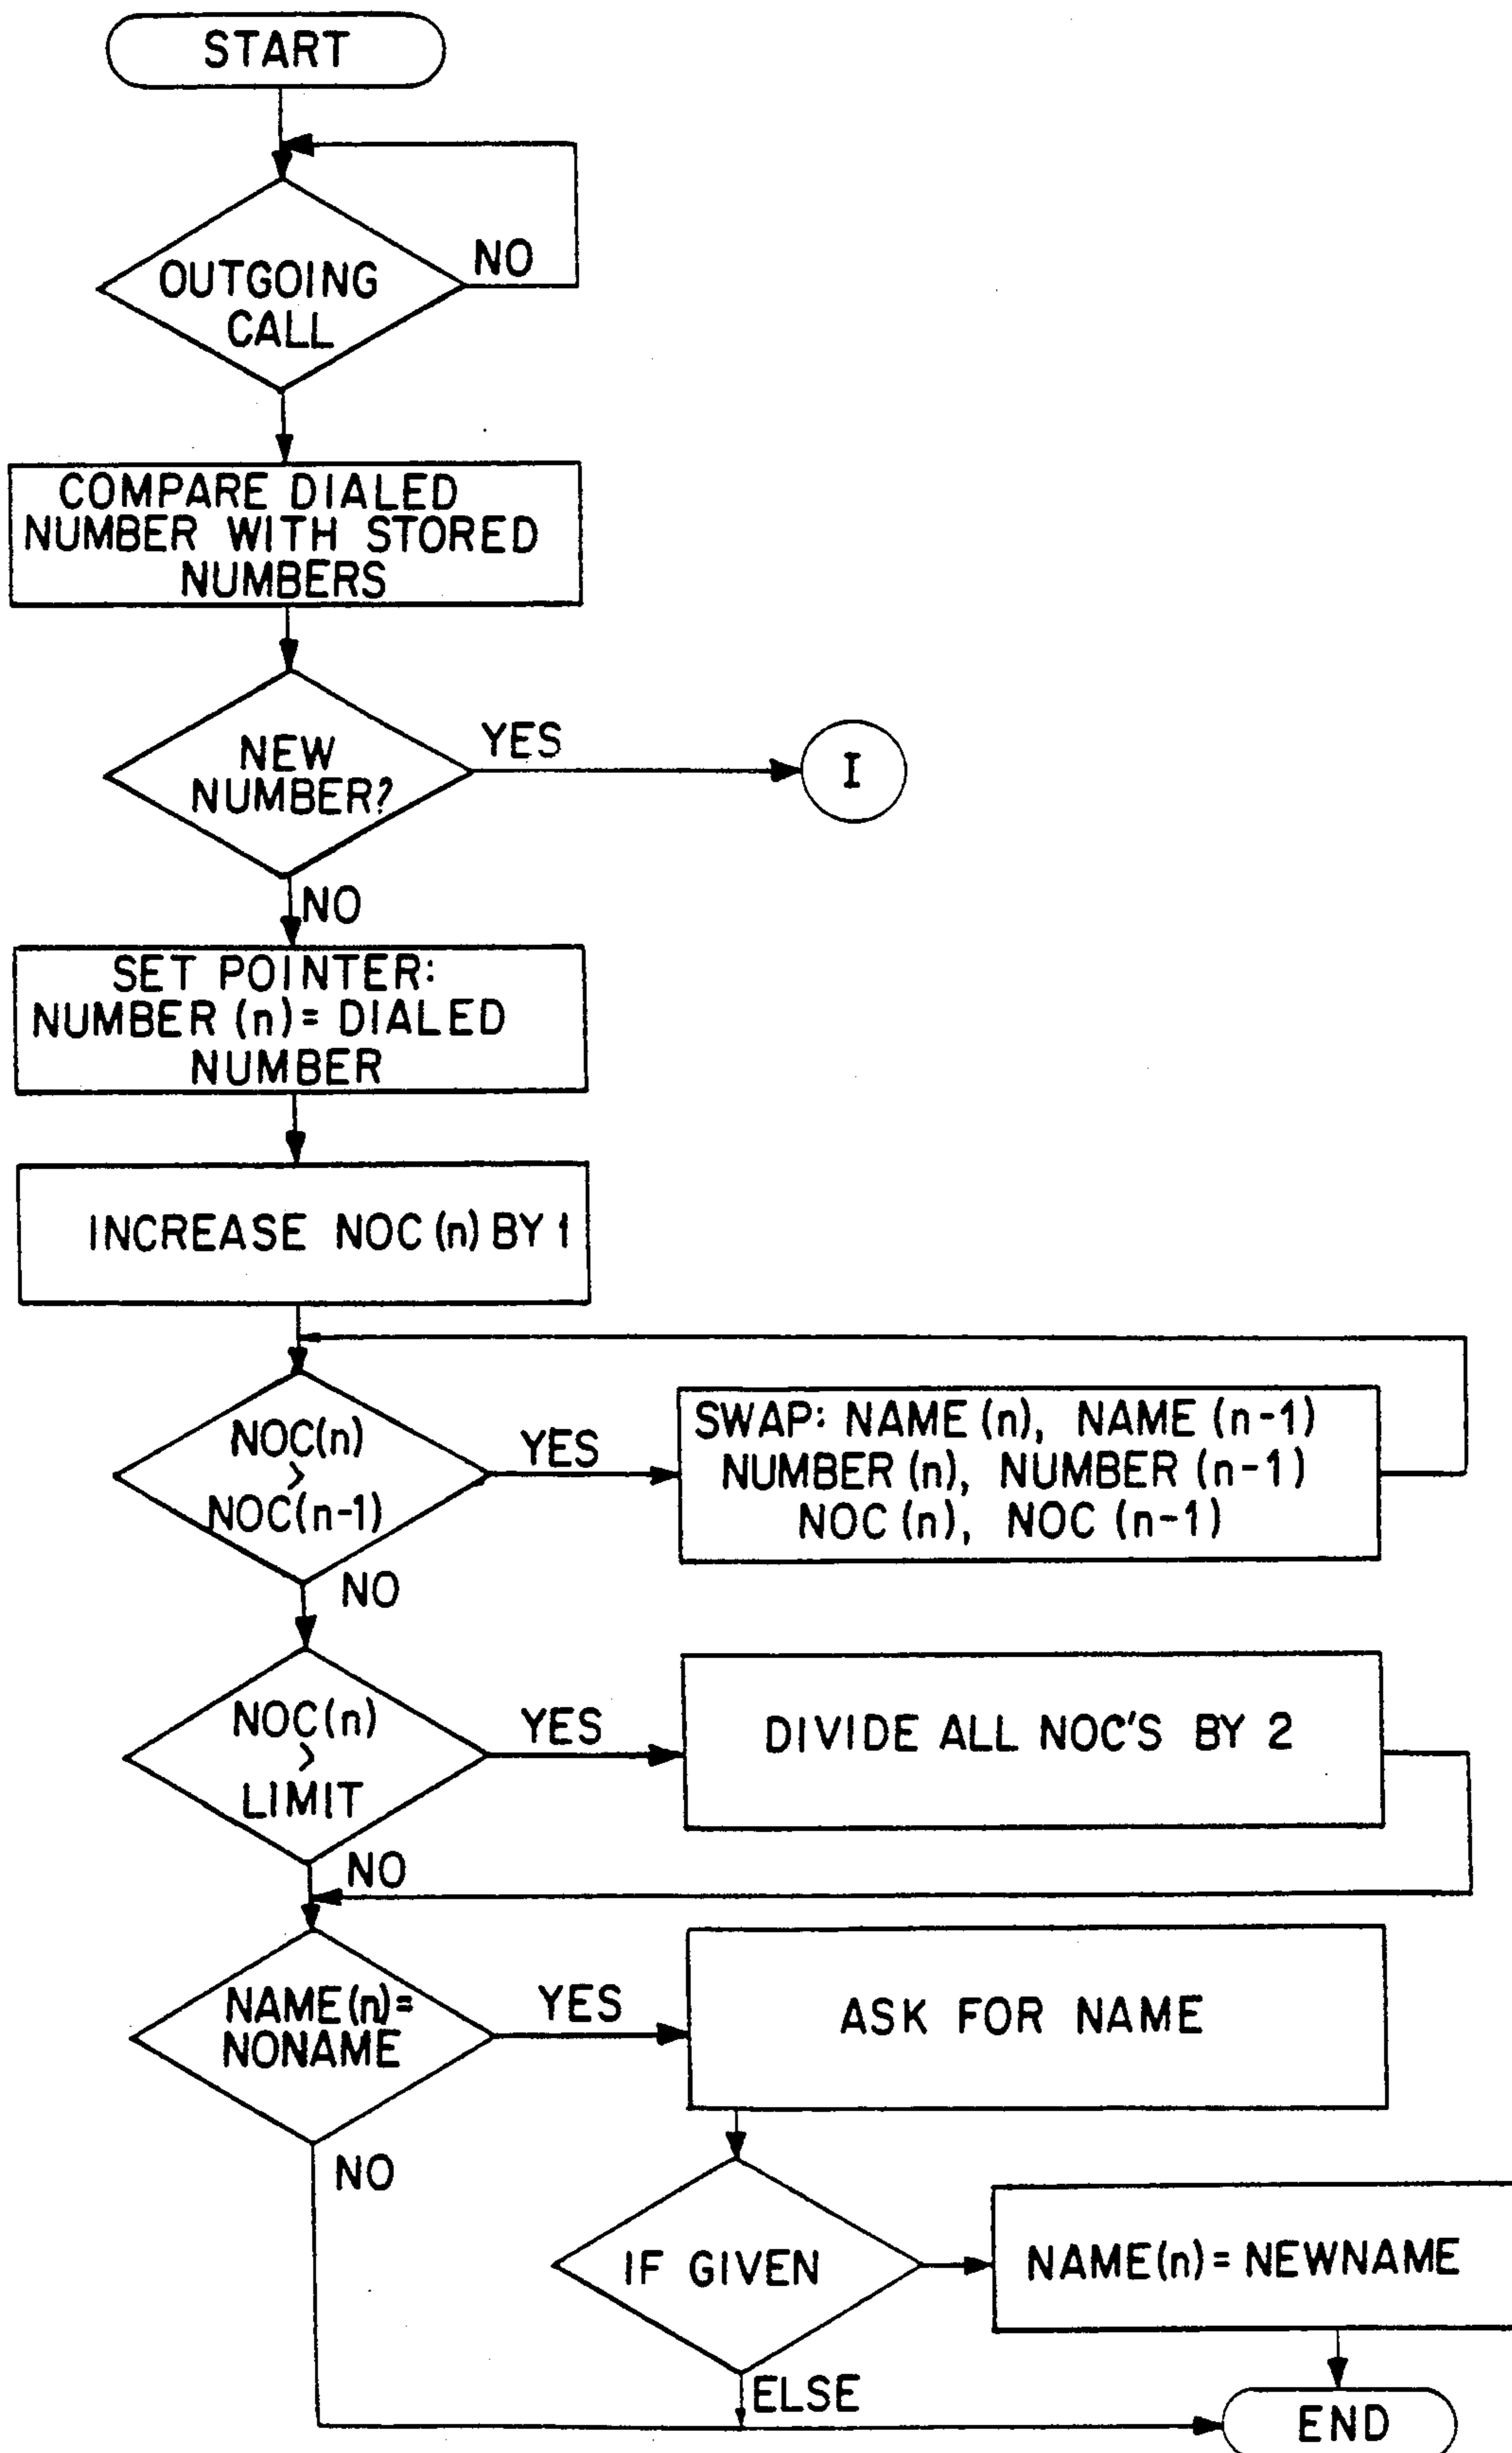 START
NO
OUTGOING
CALL
COMPARE DIALED
NUMBER WITH STORED
NUMBERS
YES
NEW
NUMBER?
I
NO
SET POINTER:
NUMBER (n) = DIALED
NUMBER
INCREASE NOC (n) BY 1
NOC(n)
>
NOC(n-1)
YES
SWAP: NAME (n), NAME (n-1)
NUMBER (n), NUMBER (n-1)
NOC (n), NOC (n-1)
NO
NOC(n)
>
LIMIT
YES
DIVIDE ALL NOC'S BY 2
NO
NAME(n)=
NONAME
YES
ASK FOR NAME
NO
IF GIVEN
NAME(n) = NEWNAME
ELSE
END